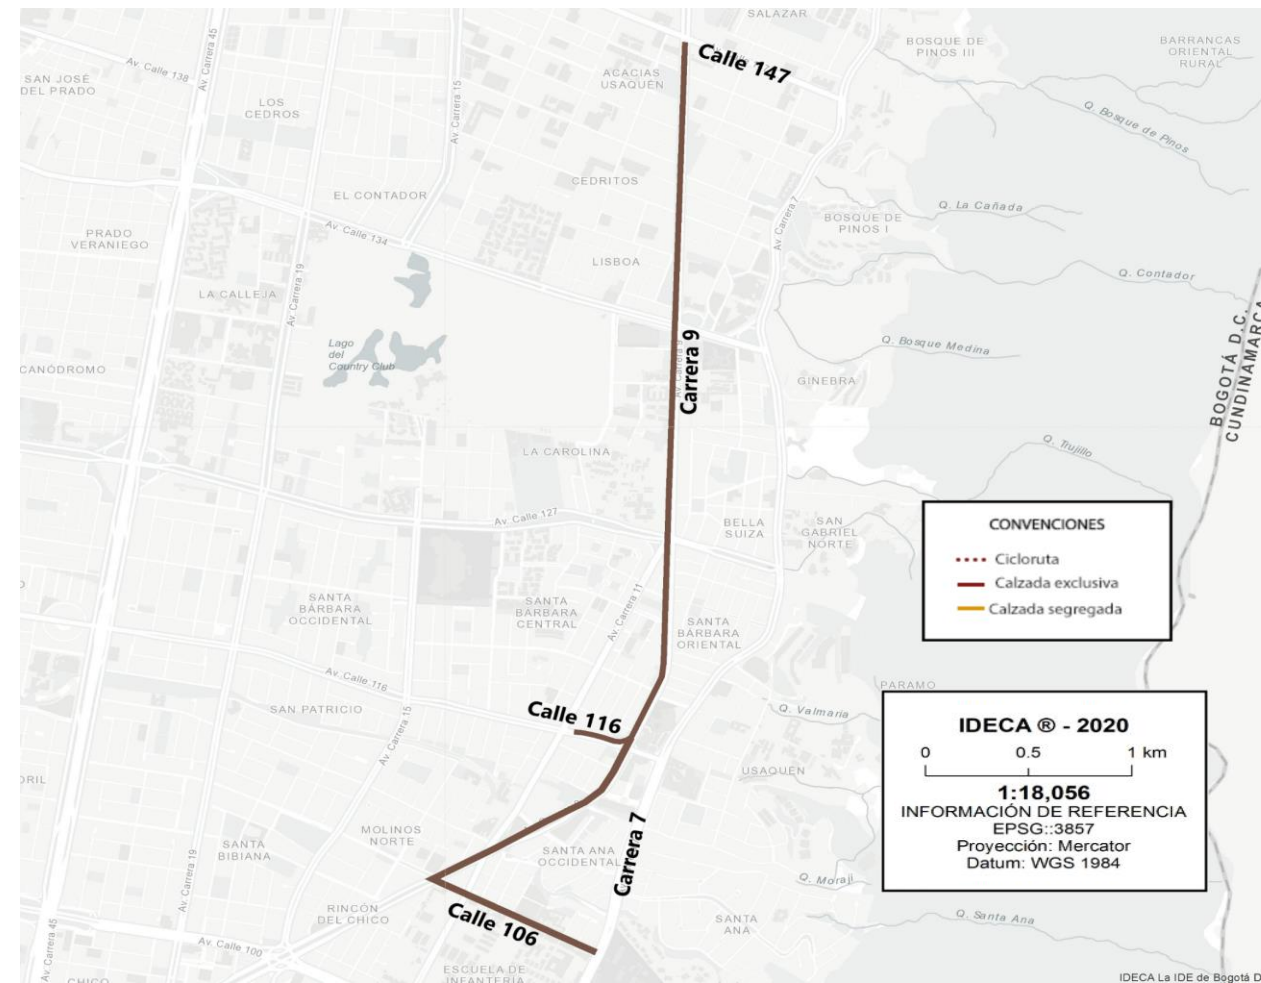 SALAZAR
Calle 147
BOSQUE DE
PINOS III
BARRANCAS
ORIENTAL
RURAL
Av. Calle 138
Av. Carrera 45
SAN JOSÉ
DEL PRADO
LOS
CEDROS
Av. Carrera 15
ACACIAS
USAQUÉN
Q. Bosque de Pinos
EL CONTADOR
CEDRITOS
Av. Carrera 7
Q. La Cañada
BOSQUE DE
PINOS I
PRADO
VERANIEGO
Av. Calle 134
LISBOA
Q. Contador
LA CALLEJA
Av. Carrera 19
Lago
del
Country Club
Av. Carrera 9
Carrera 9
Q. Bosque Medina
BOGOTÁ D.C.
CUNDINAMARCA
CANÓDROMO
GINEBRA
LA CAROLINA
Q. Trujillo
Av. Calle 127
BELLA
SUIZA
SAN
GABRIEL
NORTE
CONVENCIONES
Cicloruta
Calzada exclusiva
Calzada segregada
SANTA
BÁRBARA
OCCIDENTAL
SANTA
BÁRBARA
CENTRAL
Av. Carrera 11
SANTA
BÁRBARA
ORIENTAL
Av. Calle 116
PARAMO
SAN PATRICIO
Av. Carrera 15
Calle 116
Q. Valmaria
IDECA ® - 2020
0 0.5 1 km
1:18,056
INFORMACIÓN DE REFERENCIA
EPSG::3857
Proyección: Mercator
Datum: WGS 1984
USAQUÉN
ORIL
MOLINOS
NORTE
SANTA
BIBIANA
Av. Carrera 19
SANTA ANA
OCCIDENTAL
Carrera 7
Q. Moraji
RINCÓN
DEL CHICO
Calle 106
SANTA
ANA
Q. Santa Ana
Av. Carrera 45
Av. Calle 100
ESCUELA DE
INFANTERÍA
CHICO
IDECA La IDE de Bogotá D